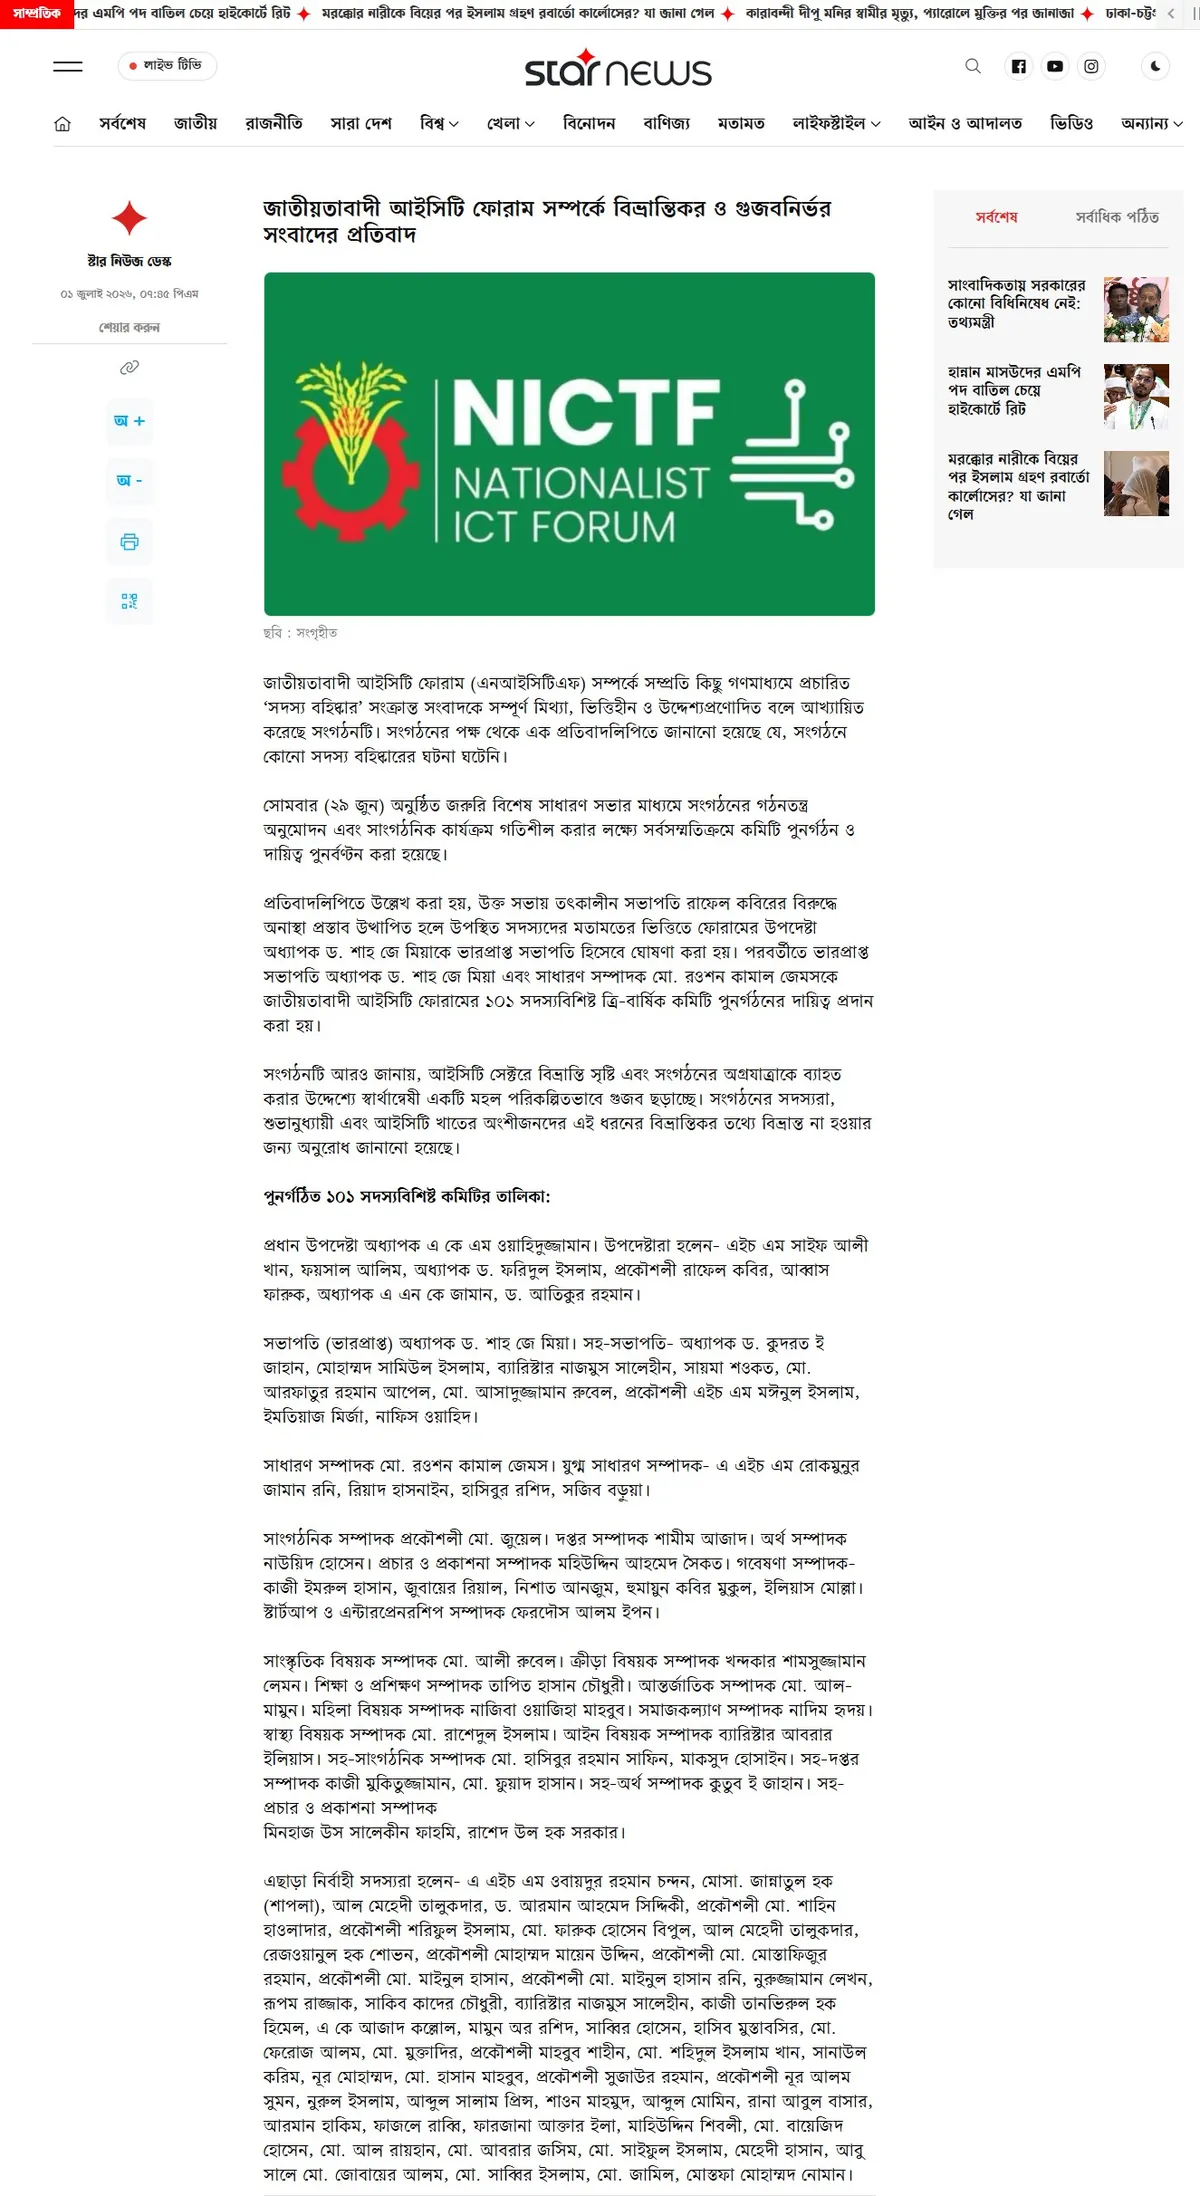 সাম্প্রতিক
দের এমপি পদ বাতিল চেয়ে হাইকোর্টে রিট
মরক্কোর নারীকে বিয়ের পর ইসলাম গ্রহণ রবার্তো কার্লোসের? যা জানা গেল
কারাবন্দী দীপু মনির স্বামীর মৃত্যু, প্যারোলে মুক্তির পর জানাজা
ঢাকা-চট্টগ্র
লাইভ টিভি
star news
সর্বশেষ
জাতীয়
রাজনীতি
সারা দেশ
বিশ্ব
খেলা
বিনোদন
বাণিজ্য
মতামত
লাইফস্টাইল
আইন ও আদালত
ভিডিও
অন্যান্য
স্টার নিউজ ডেস্ক
০১ জুলাই ২০২৬, ০৭:৪৫ পিএম
শেয়ার করুন
অ +
অ -
জাতীয়তাবাদী আইসিটি ফোরাম সম্পর্কে বিভ্রান্তিকর ও গুজবনির্ভর
সংবাদের প্রতিবাদ
NICTF
NATIONALIST
ICT FORUM
ছবি : সংগৃহীত
জাতীয়তাবাদী আইসিটি ফোরাম (এনআইসিটিএফ) সম্পর্কে সম্প্রতি কিছু গণমাধ্যমে প্রচারিত
‘সদস্য বহিষ্কার’ সংক্রান্ত সংবাদকে সম্পূর্ণ মিথ্যা, ভিত্তিহীন ও উদ্দেশ্যপ্রণোদিত বলে আখ্যায়িত
করেছে সংগঠনটি। সংগঠনের পক্ষ থেকে এক প্রতিবাদলিপিতে জানানো হয়েছে যে, সংগঠনে
কোনো সদস্য বহিষ্কারের ঘটনা ঘটেনি।
সোমবার (২৯ জুন) অনুষ্ঠিত জরুরি বিশেষ সাধারণ সভার মাধ্যমে সংগঠনের গঠনতন্ত্র
অনুমোদন এবং সাংগঠনিক কার্যক্রম গতিশীল করার লক্ষ্যে সর্বসম্মতিক্রমে কমিটি পুনর্গঠন ও
দায়িত্ব পুনর্বণ্টন করা হয়েছে।
প্রতিবাদলিপিতে উল্লেখ করা হয়, উক্ত সভায় তৎকালীন সভাপতি রাফেল কবিরের বিরুদ্ধে
অনাস্থা প্রস্তাব উত্থাপিত হলে উপস্থিত সদস্যদের মতামতের ভিত্তিতে ফোরামের উপদেষ্টা
অধ্যাপক ড. শাহ জে মিয়াকে ভারপ্রাপ্ত সভাপতি হিসেবে ঘোষণা করা হয়। পরবর্তীতে ভারপ্রাপ্ত
সভাপতি অধ্যাপক ড. শাহ জে মিয়া এবং সাধারণ সম্পাদক মো. রওশন কামাল জেমসকে
জাতীয়তাবাদী আইসিটি ফোরামের ১০১ সদস্যবিশিষ্ট ত্রি-বার্ষিক কমিটি পুনর্গঠনের দায়িত্ব প্রদান
করা হয়।
সংগঠনটি আরও জানায়, আইসিটি সেক্টরে বিভ্রান্তি সৃষ্টি এবং সংগঠনের অগ্রযাত্রাকে ব্যাহত
করার উদ্দেশ্যে স্বার্থান্বেষী একটি মহল পরিকল্পিতভাবে গুজব ছড়াচ্ছে। সংগঠনের সদস্যরা,
শুভানুধ্যায়ী এবং আইসিটি খাতের অংশীজনদের এই ধরনের বিভ্রান্তিকর তথ্যে বিভ্রান্ত না হওয়ার
জন্য অনুরোধ জানানো হয়েছে।
পুনর্গঠিত ১০১ সদস্যবিশিষ্ট কমিটির তালিকা:
প্রধান উপদেষ্টা অধ্যাপক এ কে এম ওয়াহিদুজ্জামান। উপদেষ্টারা হলেন- এইচ এম সাইফ আলী
খান, ফয়সাল আলিম, অধ্যাপক ড. ফরিদুল ইসলাম, প্রকৌশলী রাফেল কবির, আব্বাস
ফারুক, অধ্যাপক এ এন কে জামান, ড. আতিকুর রহমান।
সভাপতি (ভারপ্রাপ্ত) অধ্যাপক ড. শাহ জে মিয়া। সহ-সভাপতি- অধ্যাপক ড. কুদরত ই
জাহান, মোহাম্মদ সামিউল ইসলাম, ব্যারিস্টার নাজমুস সালেহীন, সায়মা শওকত, মো.
আরফাতুর রহমান আপেল, মো. আসাদুজ্জামান রুবেল, প্রকৌশলী এইচ এম মঈনুল ইসলাম,
ইমতিয়াজ মির্জা, নাফিস ওয়াহিদ।
সাধারণ সম্পাদক মো. রওশন কামাল জেমস। যুগ্ম সাধারণ সম্পাদক- এ এইচ এম রোকমুনুর
জামান রনি, রিয়াদ হাসনাইন, হাসিবুর রশিদ, সজিব বড়ুয়া।
সাংগঠনিক সম্পাদক প্রকৌশলী মো. জুয়েল। দপ্তর সম্পাদক শামীম আজাদ। অর্থ সম্পাদক
নাউয়িদ হোসেন। প্রচার ও প্রকাশনা সম্পাদক মহিউদ্দিন আহমেদ সৈকত। গবেষণা সম্পাদক-
কাজী ইমরুল হাসান, জুবায়ের রিয়াল, নিশাত আনজুম, হুমায়ুন কবির মুকুল, ইলিয়াস মোল্লা।
স্টার্টআপ ও এন্টারপ্রেনরশিপ সম্পাদক ফেরদৌস আলম ইপন।
সাংস্কৃতিক বিষয়ক সম্পাদক মো. আলী রুবেল। ক্রীড়া বিষয়ক সম্পাদক খন্দকার শামসুজ্জামান
লেমন। শিক্ষা ও প্রশিক্ষণ সম্পাদক তাপিত হাসান চৌধুরী। আন্তর্জাতিক সম্পাদক মো. আল-
মামুন। মহিলা বিষয়ক সম্পাদক নাজিবা ওয়াজিহা মাহবুব। সমাজকল্যাণ সম্পাদক নাদিম হৃদয়।
স্বাস্থ্য বিষয়ক সম্পাদক মো. রাশেদুল ইসলাম। আইন বিষয়ক সম্পাদক ব্যারিস্টার আবরার
ইলিয়াস। সহ-সাংগঠনিক সম্পাদক মো. হাসিবুর রহমান সাফিন, মাকসুদ হোসাইন। সহ-দপ্তর
সম্পাদক কাজী মুকিতুজ্জামান, মো. ফুয়াদ হাসান। সহ-অর্থ সম্পাদক কুতুব ই জাহান। সহ-
প্রচার ও প্রকাশনা সম্পাদক
মিনহাজ উস সালেকীন ফাহমি, রাশেদ উল হক সরকার।
এছাড়া নির্বাহী সদস্যরা হলেন- এ এইচ এম ওবায়দুর রহমান চন্দন, মোসা. জান্নাতুল হক
(শাপলা), আল মেহেদী তালুকদার, ড. আরমান আহমেদ সিদ্দিকী, প্রকৌশলী মো. শাহিন
হাওলাদার, প্রকৌশলী শরিফুল ইসলাম, মো. ফারুক হোসেন বিপুল, আল মেহেদী তালুকদার,
রেজওয়ানুল হক শোভন, প্রকৌশলী মোহাম্মদ মায়েন উদ্দিন, প্রকৌশলী মো. মোস্তাফিজুর
রহমান, প্রকৌশলী মো. মাইনুল হাসান, প্রকৌশলী মো. মাইনুল হাসান রনি, নুরুজ্জামান লেখন,
রূপম রাজ্জাক, সাকিব কাদের চৌধুরী, ব্যারিস্টার নাজমুস সালেহীন, কাজী তানভিরুল হক
হিমেল, এ কে আজাদ কল্লোল, মামুন অর রশিদ, সাব্বির হোসেন, হাসিব মুস্তাবসির, মো.
ফেরোজ আলম, মো. মুক্তাদির, প্রকৌশলী মাহবুব শাহীন, মো. শহিদুল ইসলাম খান, সানাউল
করিম, নূর মোহাম্মদ, মো. হাসান মাহবুব, প্রকৌশলী সুজাউর রহমান, প্রকৌশলী নূর আলম
সুমন, নুরুল ইসলাম, আব্দুল সালাম প্রিন্স, শাওন মাহমুদ, আব্দুল মোমিন, রানা আবুল বাসার,
আরমান হাকিম, ফাজলে রাব্বি, ফারজানা আক্তার ইলা, মাহিউদ্দিন শিবলী, মো. বায়েজিদ
হোসেন, মো. আল রায়হান, মো. আবরার জসিম, মো. সাইফুল ইসলাম, মেহেদী হাসান, আবু
সালে মো. জোবায়ের আলম, মো. সাব্বির ইসলাম, মো. জামিল, মোস্তফা মোহাম্মদ নোমান।
সর্বশেষ
সর্বাধিক পঠিত
সাংবাদিকতায় সরকারের
কোনো বিধিনিষেধ নেই:
তথ্যমন্ত্রী
হান্নান মাসউদের এমপি
পদ বাতিল চেয়ে
হাইকোর্টে রিট
মরক্কোর নারীকে বিয়ের
পর ইসলাম গ্রহণ রবার্তো
কার্লোসের? যা জানা
গেল